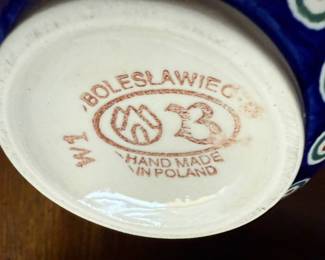 BOLESŁAWIEC
HAND MADE
IN POLAND
W1